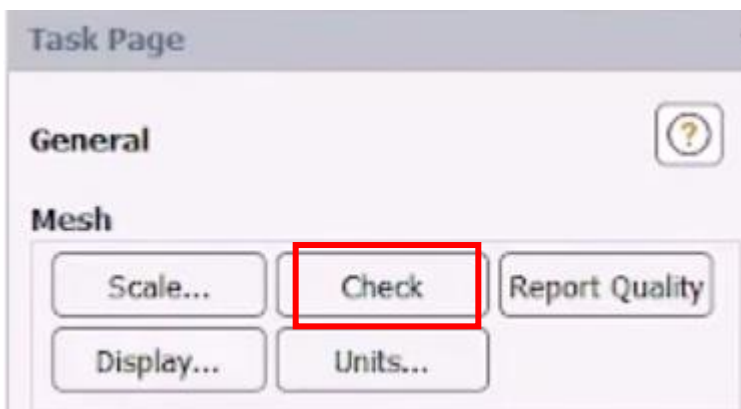 Task Page
General ?
Mesh
Scale... Check Report Quality
Display... Units...